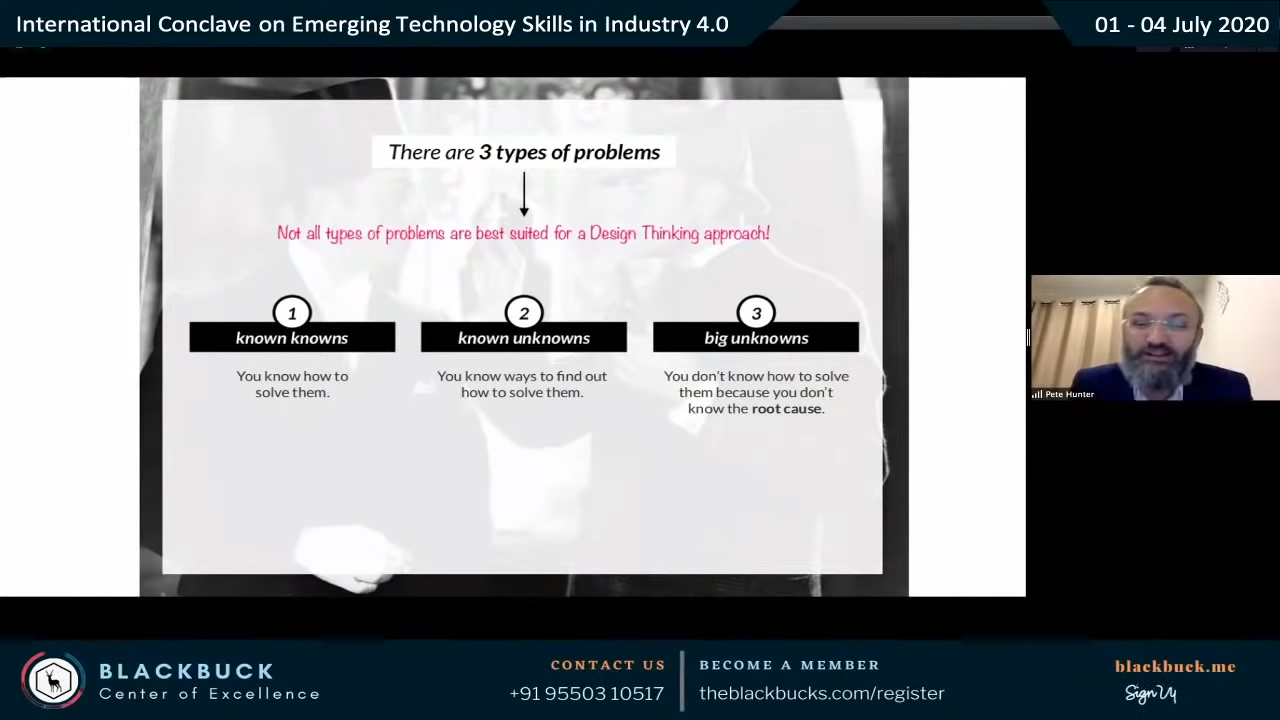 International Conclave on Emerging Technology Skills in Industry 4.0
01 - 04 July 2020
There are 3 types of problems
Not all types of problems are best suited for a Design Thinking approach!
1
known knowns
You know how to
solve them.
2
known unknowns
You know ways to find out
how to solve them.
3
big unknowns
You don't know how to solve
them because you don't
know the root cause.
Pete Hunter
BLACKBUCK
Center of Excellence
CONTACT US
+91 95503 10517
BECOME A MEMBER
theblackbucks.com/register
blackbuck.me
Sign Up